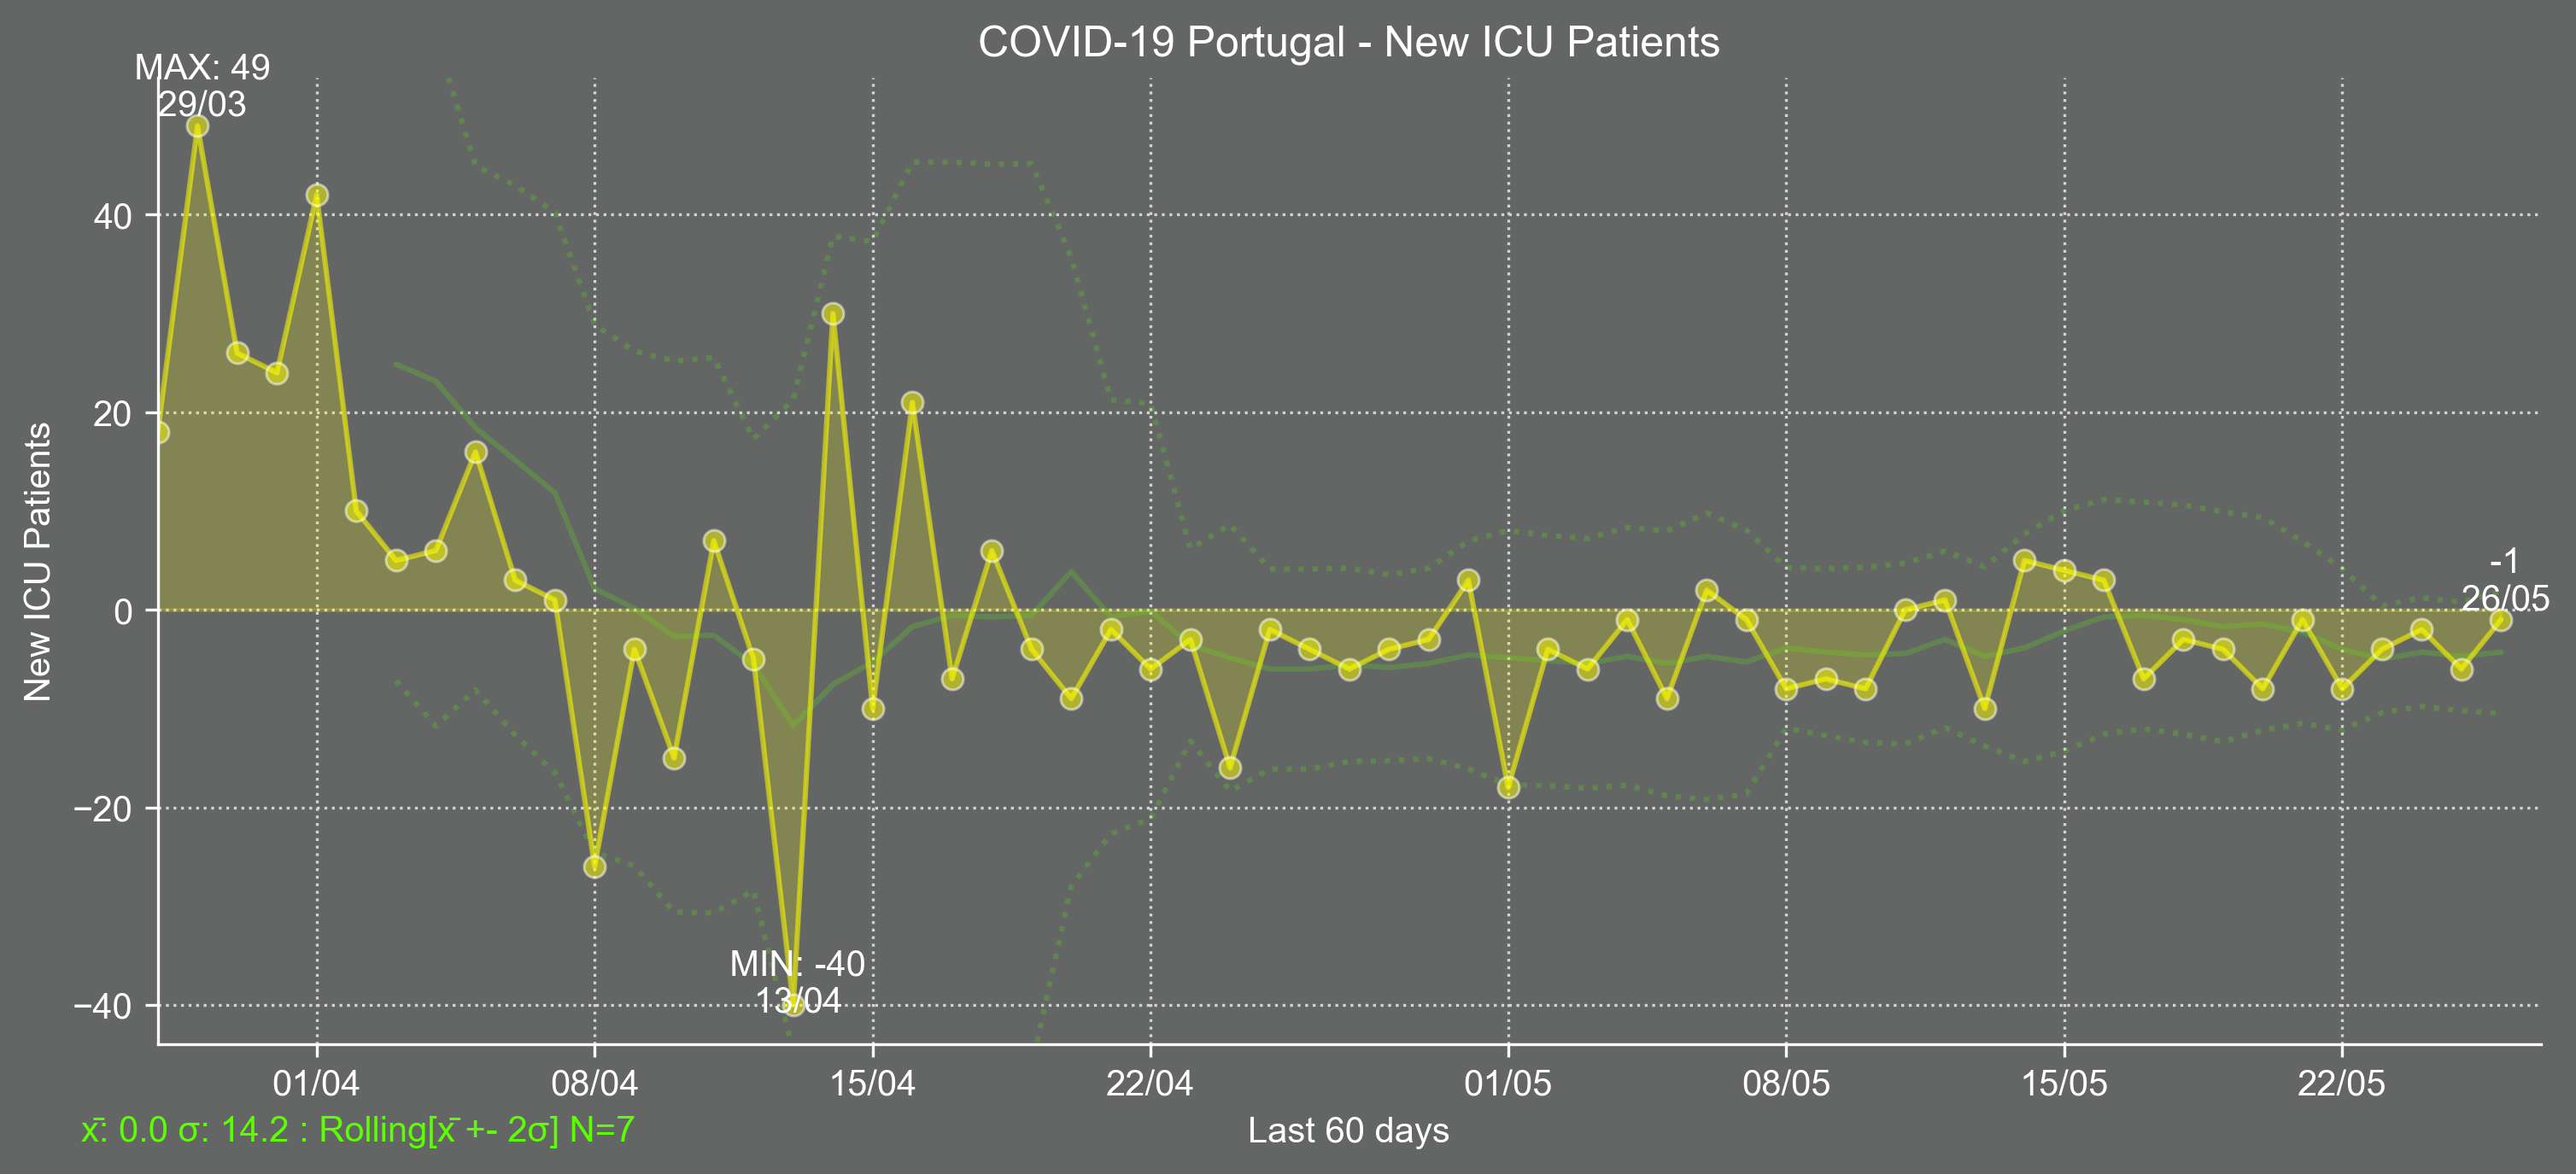 COVID-19 Portugal - New ICU Patients
MAX: 49
29/03
40
20
0
−20
−40
New ICU Patients
-1
26/05
MIN: -40
13/04
01/04 08/04 15/04 22/04 01/05 08/05 15/05 22/05
x̄: 0.0 σ: 14.2 : Rolling[x̄ +- 2σ] N=7
Last 60 days